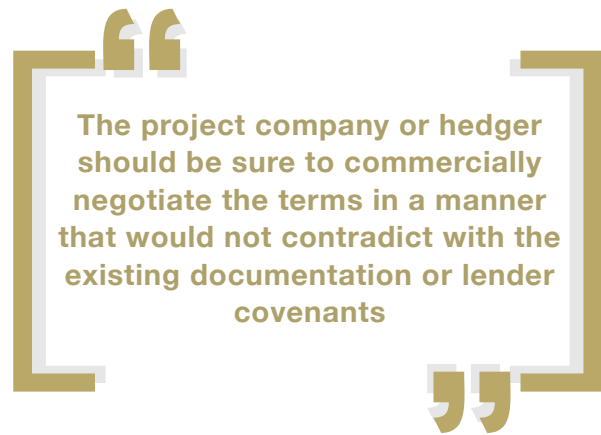 The project company or hedger
should be sure to commercially
negotiate the terms in a manner
that would not contradict with the
existing documentation or lender
covenants